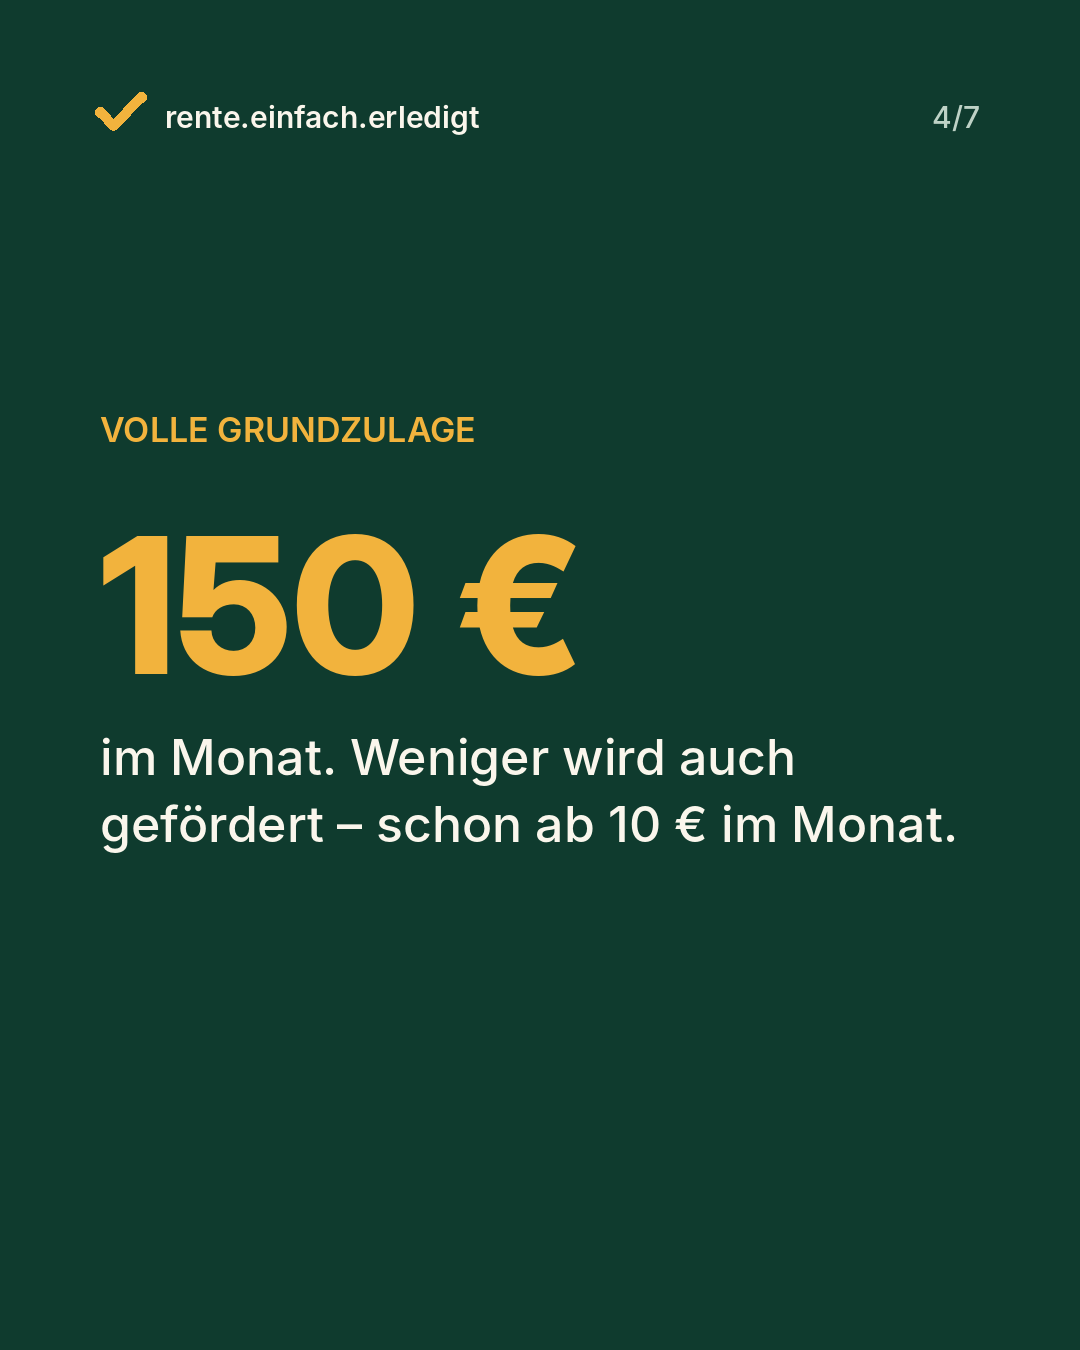 rente.einfach.erledigt
4/7
VOLLE GRUNDZULAGE
150 €
im Monat. Weniger wird auch
gefördert – schon ab 10 € im Monat.